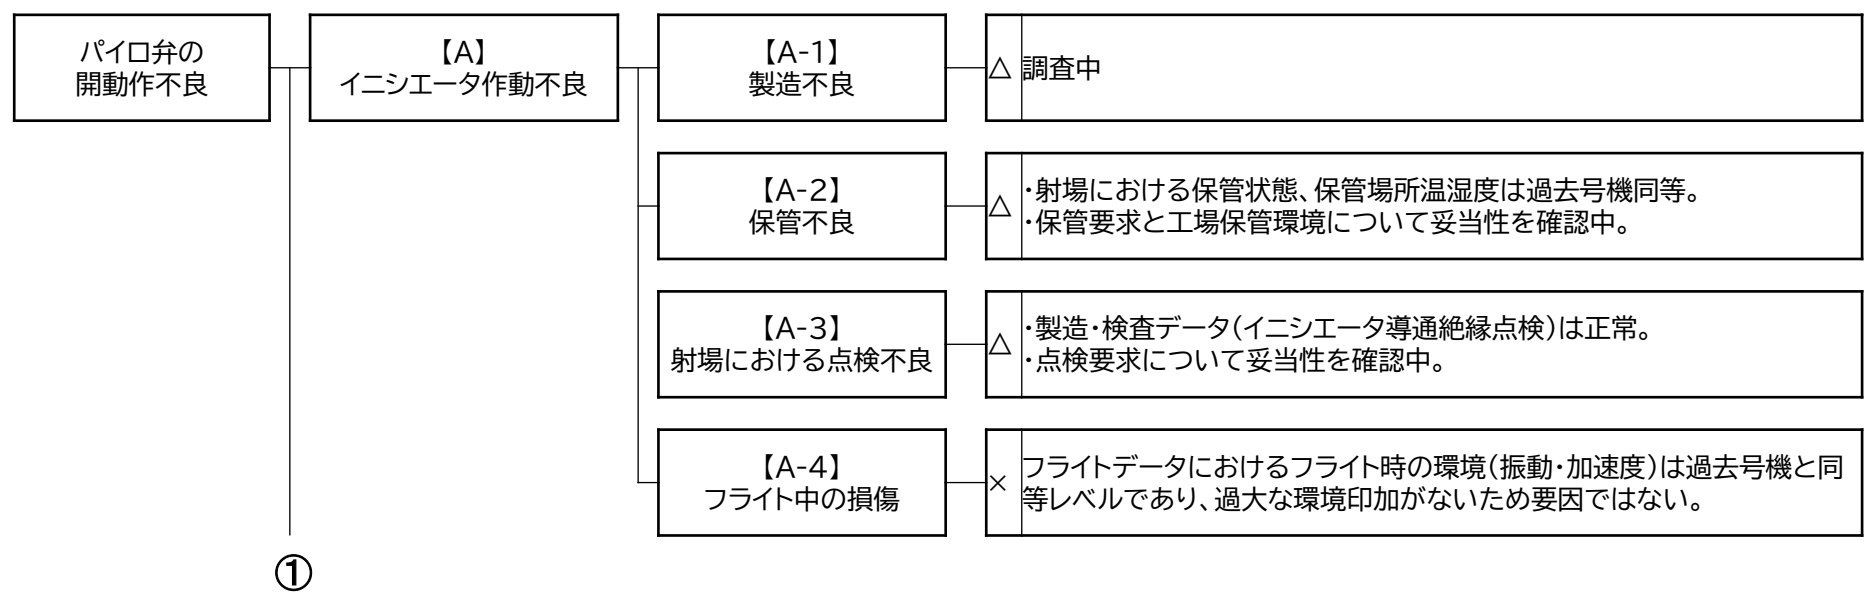 パイロ弁の
開動作不良
【A】
イニシエータ作動不良
【A-1】
製造不良
△
調査中
【A-2】
保管不良
△
・射場における保管状態、保管場所温湿度は過去号機同等。
・保管要求と工場保管環境について妥当性を確認中。
【A-3】
射場における点検不良
△
・製造・検査データ(イニシエータ導通絶縁点検)は正常。
・点検要求について妥当性を確認中。
【A-4】
フライト中の損傷
×
フライトデータにおけるフライト時の環境(振動・加速度)は過去号機と同
等レベルであり、過大な環境印加がないため要因ではない。
①